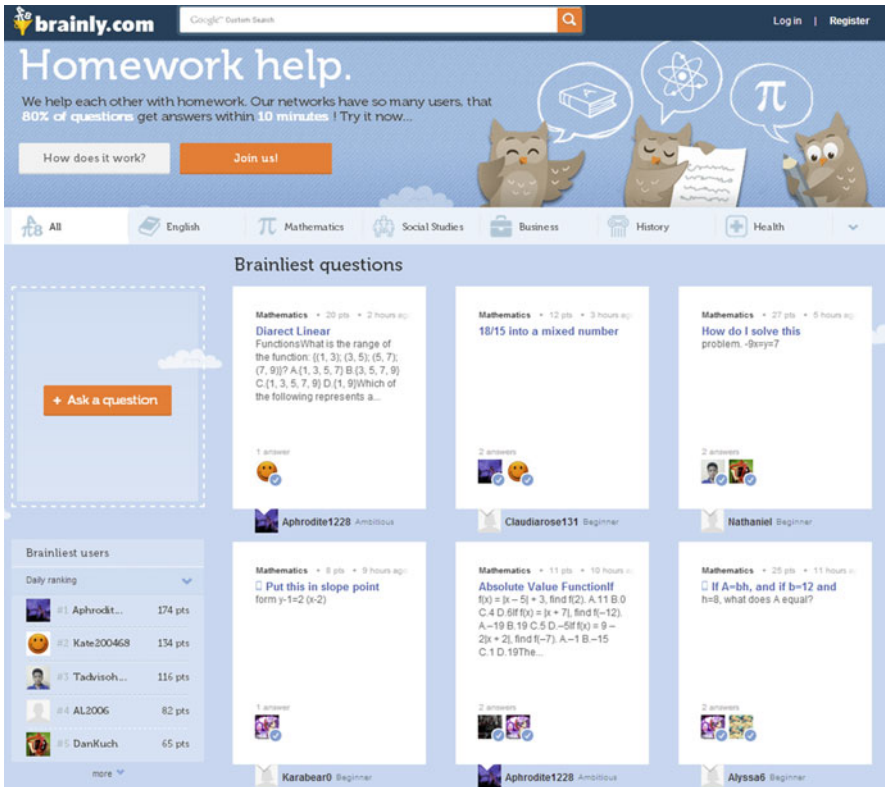 brainly.com
Google™ Custom Search
Log in | Register
Homework help.
We help each other with homework. Our networks have so many users, that
80% of questions get answers within 10 minutes ! Try it now...
How does it work?
Join us!
A
π
All
English
Mathematics
Social Studies
Business
History
Health
Brainliest questions
+ Ask a question
Mathematics • 20 pts • 2 hours ago
Diarect Linear
FunctionsWhat is the range of
the function: {(1, 3); (3, 5); (5, 7);
(7, 9)}? A.{1, 3, 5, 7} B.{3, 5, 7, 9}
C.{1, 3, 5, 7, 9} D.{1, 9}Which of
the following represents a...
1 answer
Aphrodite1228 Ambitious
Mathematics • 12 pts • 3 hours ago
18/15 into a mixed number
2 answers
Claudiarose131 Beginner
Mathematics • 27 pts • 5 hours ago
How do I solve this
problem. -9x=y=7
2 answers
Nathaniel Beginner
Brainliest users
Daily ranking
#1 Aphrodit... 174 pts
#2 Kate200468 134 pts
#3 Tadvisoh... 116 pts
#4 AL2006 82 pts
#5 DanKuch 65 pts
more
Mathematics • 8 pts • 9 hours ago
Put this in slope point
form y-1=2 (x-2)
1 answer
Karabear0 Beginner
Mathematics • 11 pts • 10 hours ago
Absolute Value FunctionIf
f(x) = |x – 5| + 3, find f(2). A.11 B.0
C.4 D.6If f(x) = |x + 7|, find f(–12).
A.–19 B.19 C.5 D.–5If f(x) = 9 –
2|x + 2|, find f(–7). A.–1 B.–15
C.1 D.19The...
2 answers
Aphrodite1228 Ambitious
Mathematics • 25 pts • 11 hours
If A=bh, and if b=12 and
h=8, what does A equal?
2 answers
Alyssa6 Beginner